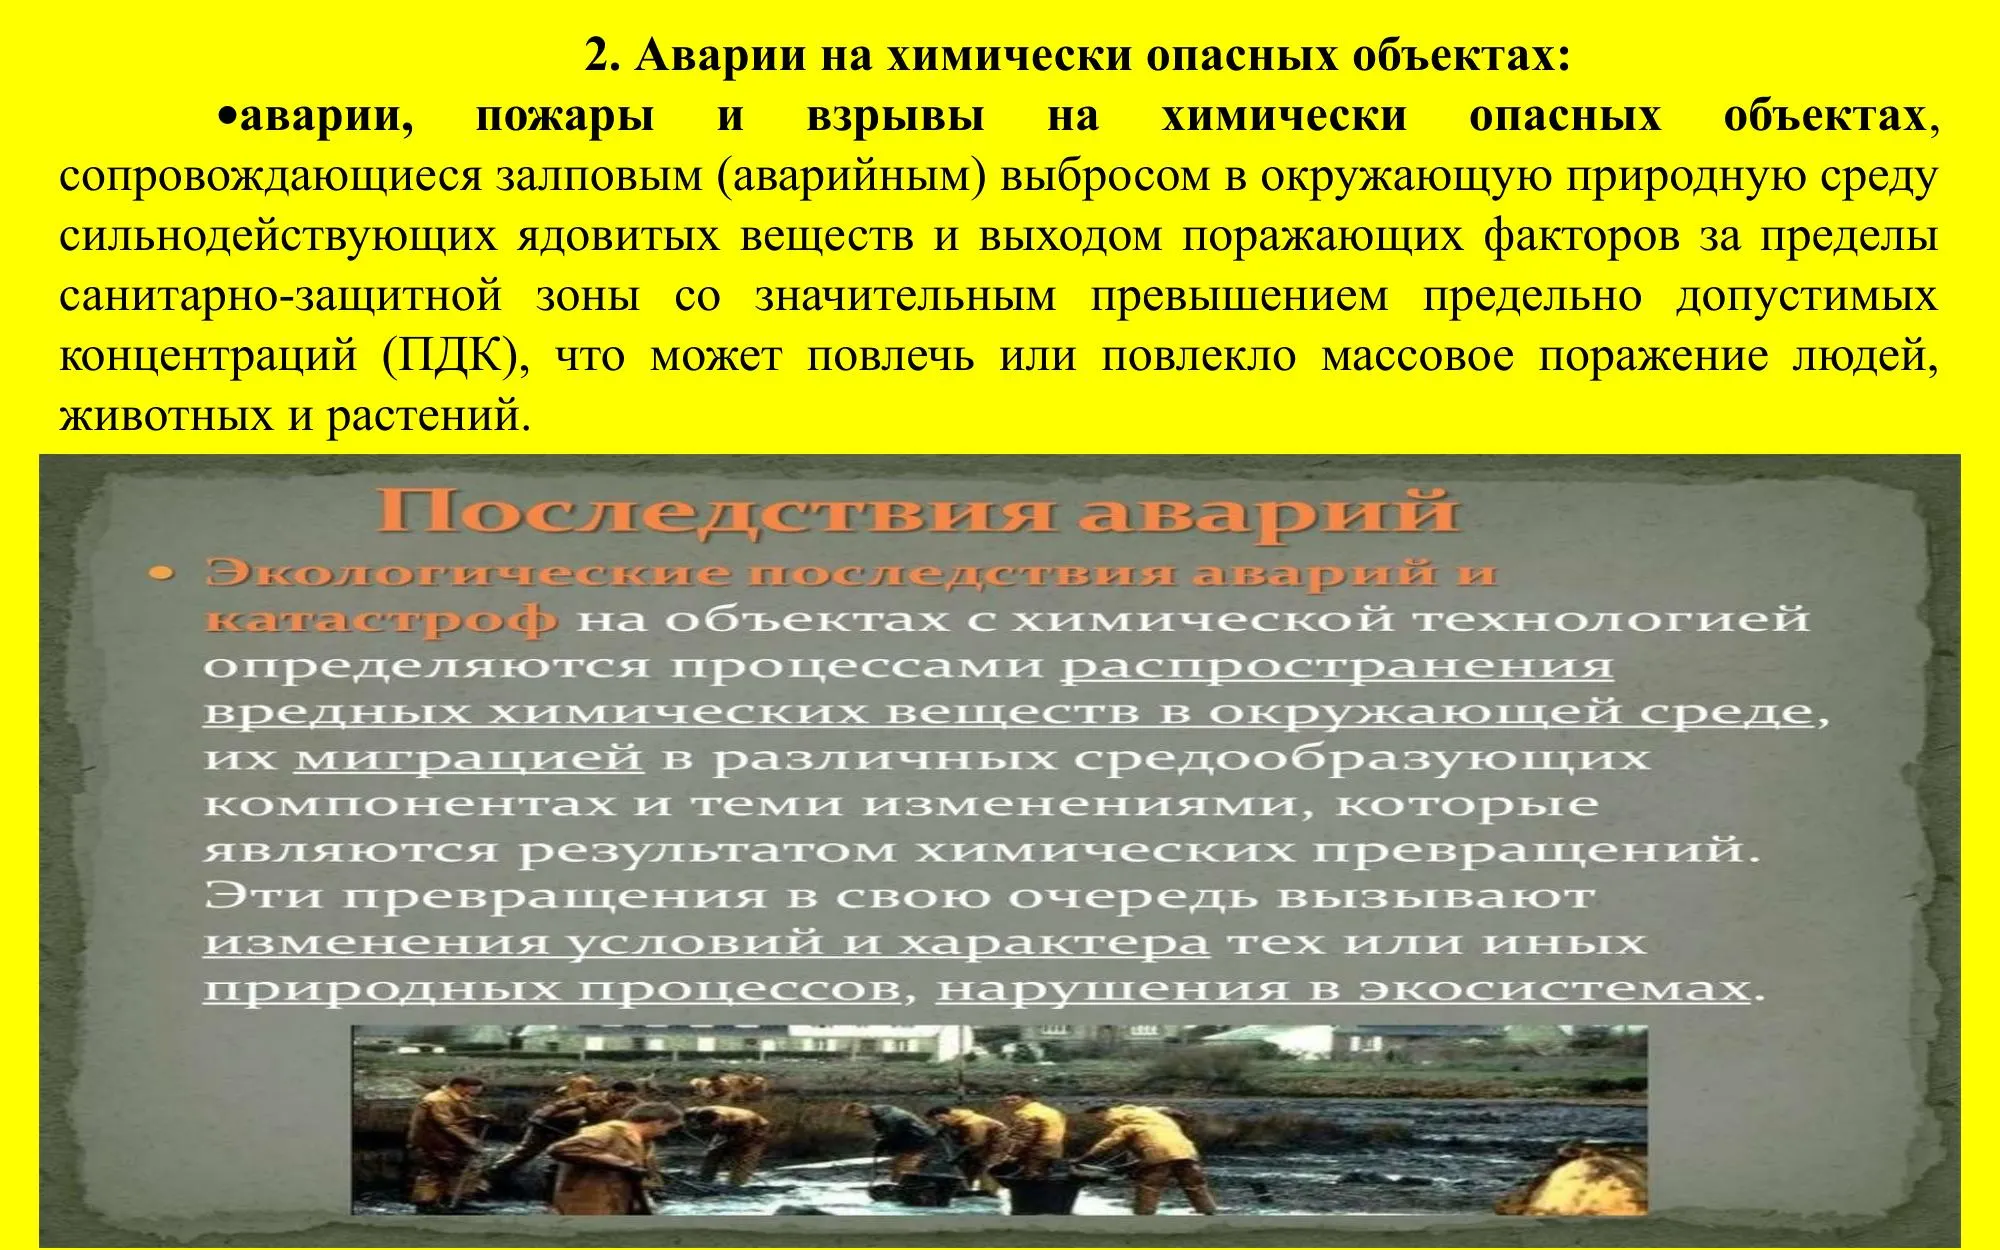 2. Аварии на химически опасных объектах:
•аварии, пожары и взрывы на химически опасных объектах,
сопровождающиеся залповым (аварийным) выбросом в окружающую природную среду
сильнодействующих ядовитых веществ и выходом поражающих факторов за пределы
санитарно-защитной зоны со значительным превышением предельно допустимых
концентраций (ПДК), что может повлечь или повлекло массовое поражение людей,
животных и растений.
Последствия аварий
• Экологические последствия аварий и
катастроф на объектах с химической технологией
определяются процессами распространения
вредных химических веществ в окружающей среде,
их миграцией в различных средообразующих
компонентах и теми изменениями, которые
являются результатом химических превращений.
Эти превращения в свою очередь вызывают
изменения условий и характера тех или иных
природных процессов, нарушения в экосистемах.